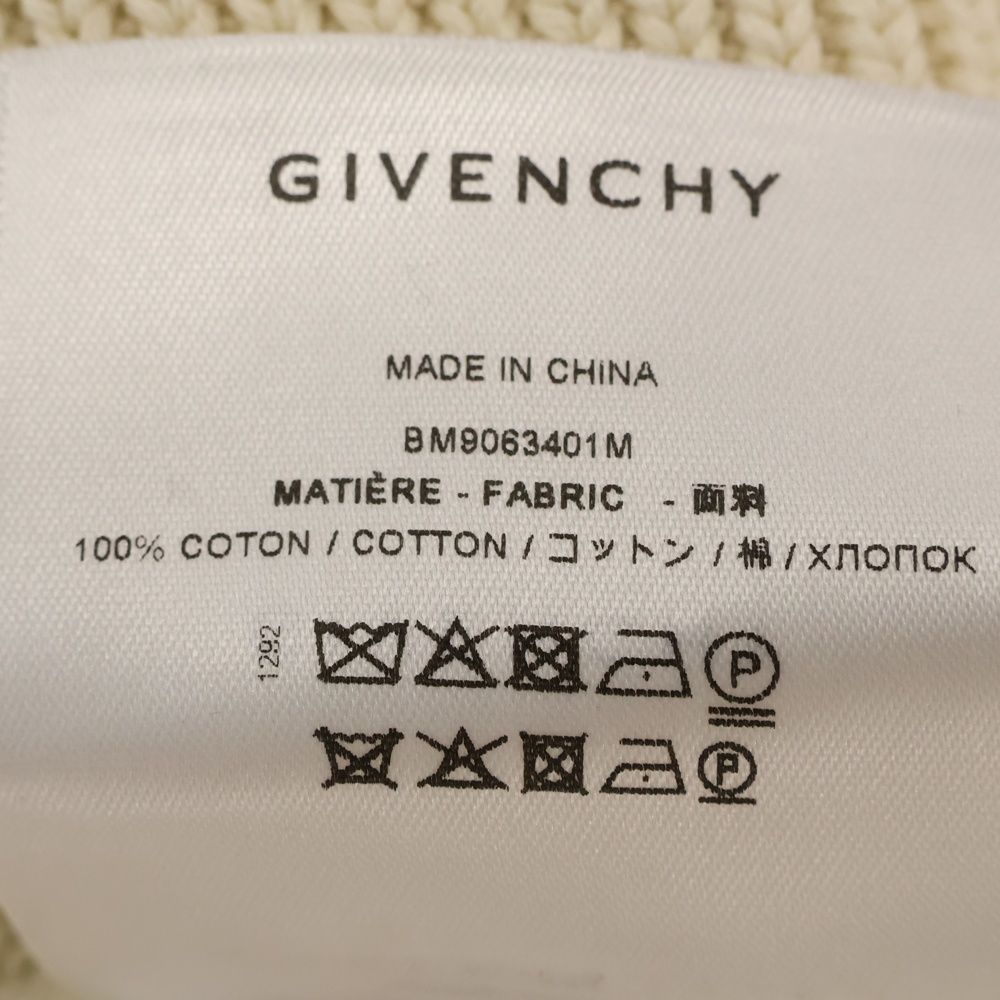 GIVENCHY
MADE IN CHINA
BM9063401M
MATIÈRE - FABRIC - 面料
100% COTON / COTTON / コットン / 棉 / ХЛОПОК
1292
P
P